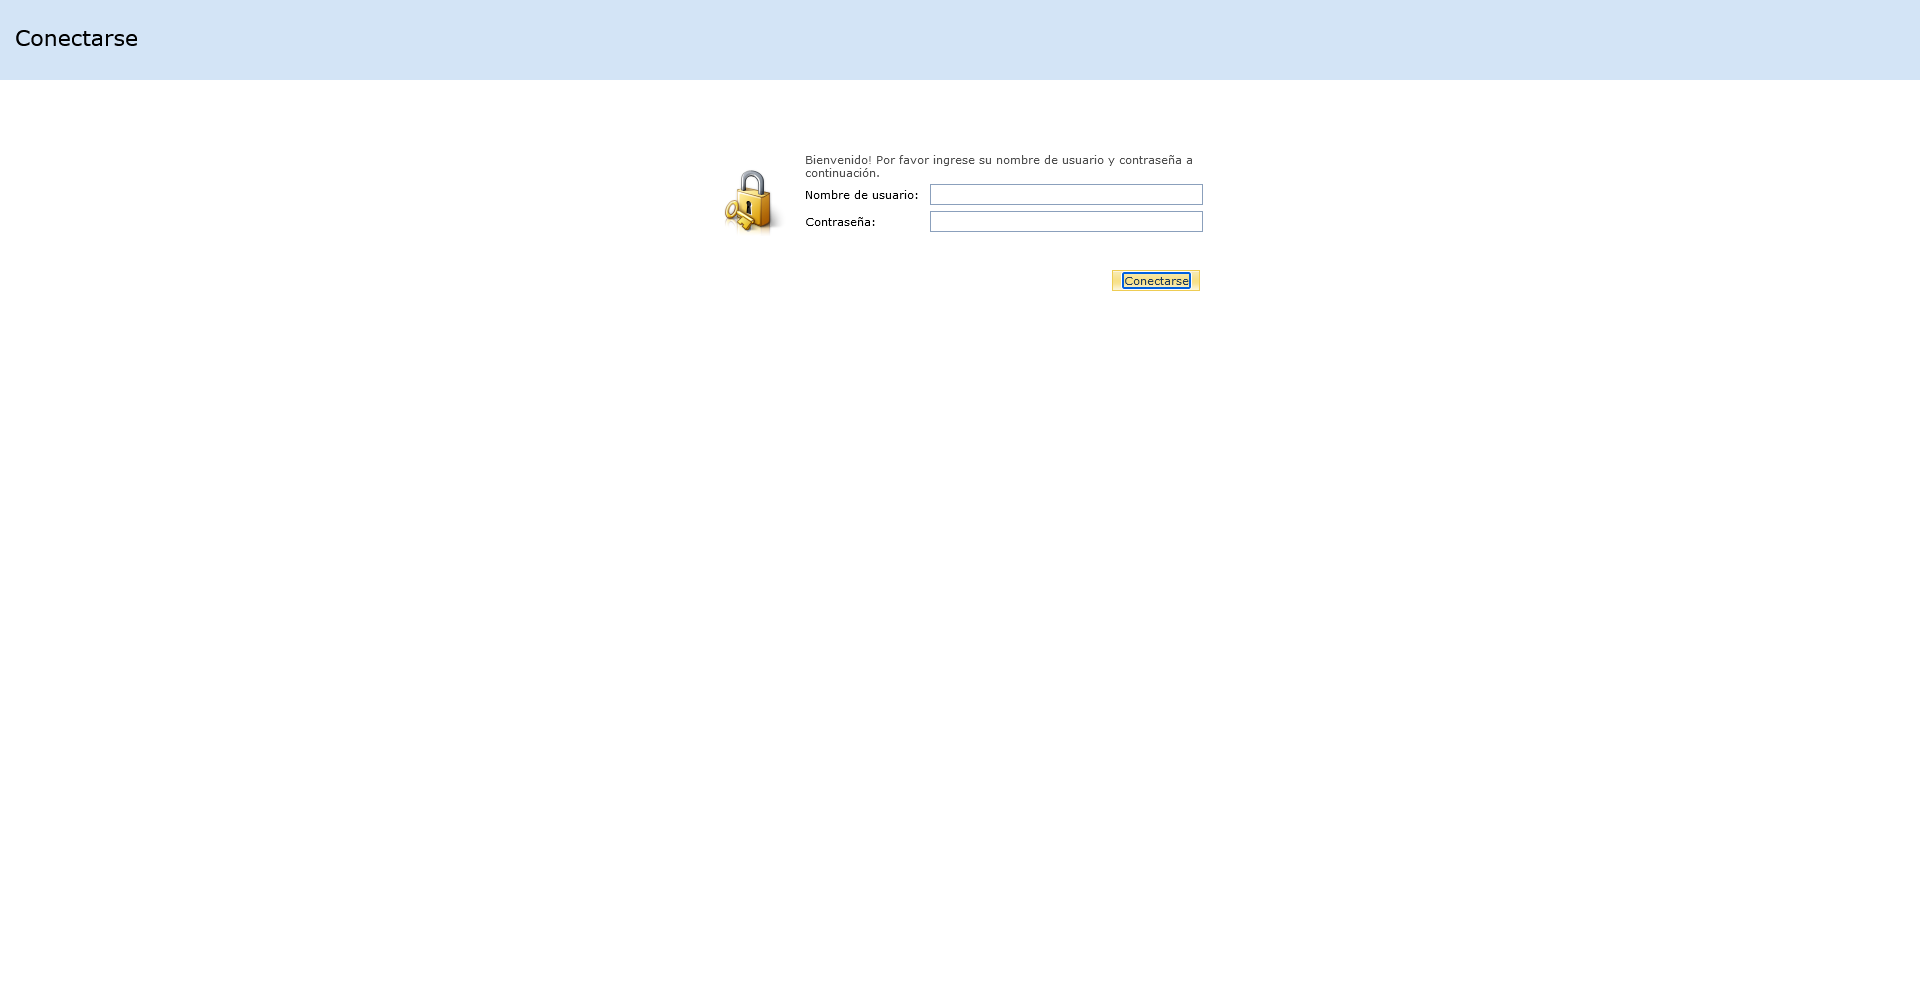 Conectarse
Bienvenido! Por favor ingrese su nombre de usuario y contraseña a
continuación.
Nombre de usuario:
Contraseña:
Conectarse